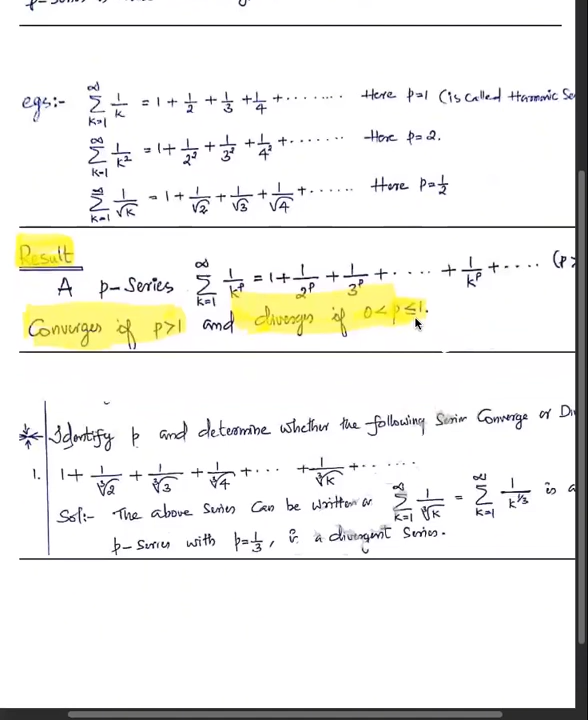 egs:- ∞∑k=1 1/k = 1 + 1/2 + 1/3 + 1/4 + ........ Here p=1 (is called Harmonic Se
∞∑k=1 1/k² = 1 + 1/2² + 1/3² + 1/4² + ....... Here p=2.
∞∑k=1 1/√k = 1 + 1/√2 + 1/√3 + 1/√4 + ...... Here p=1/2
Result
A p-Series ∞∑k=1 1/k^p = 1 + 1/2^p + 1/3^p + .... + 1/k^p + .... (p>
Converges if p>1 and diverges if 0<p≤1.
Identify p and determine whether the following Series Converge or Di
1. 1 + 1/∛2 + 1/∛3 + 1/∛4 + ... + 1/∛k + ......
Sol:- The above Series Can be written as ∞∑k=1 1/∛k = ∞∑k=1 1/k^1/3 is a
p-Series with p=1/3, is a divergent Series.